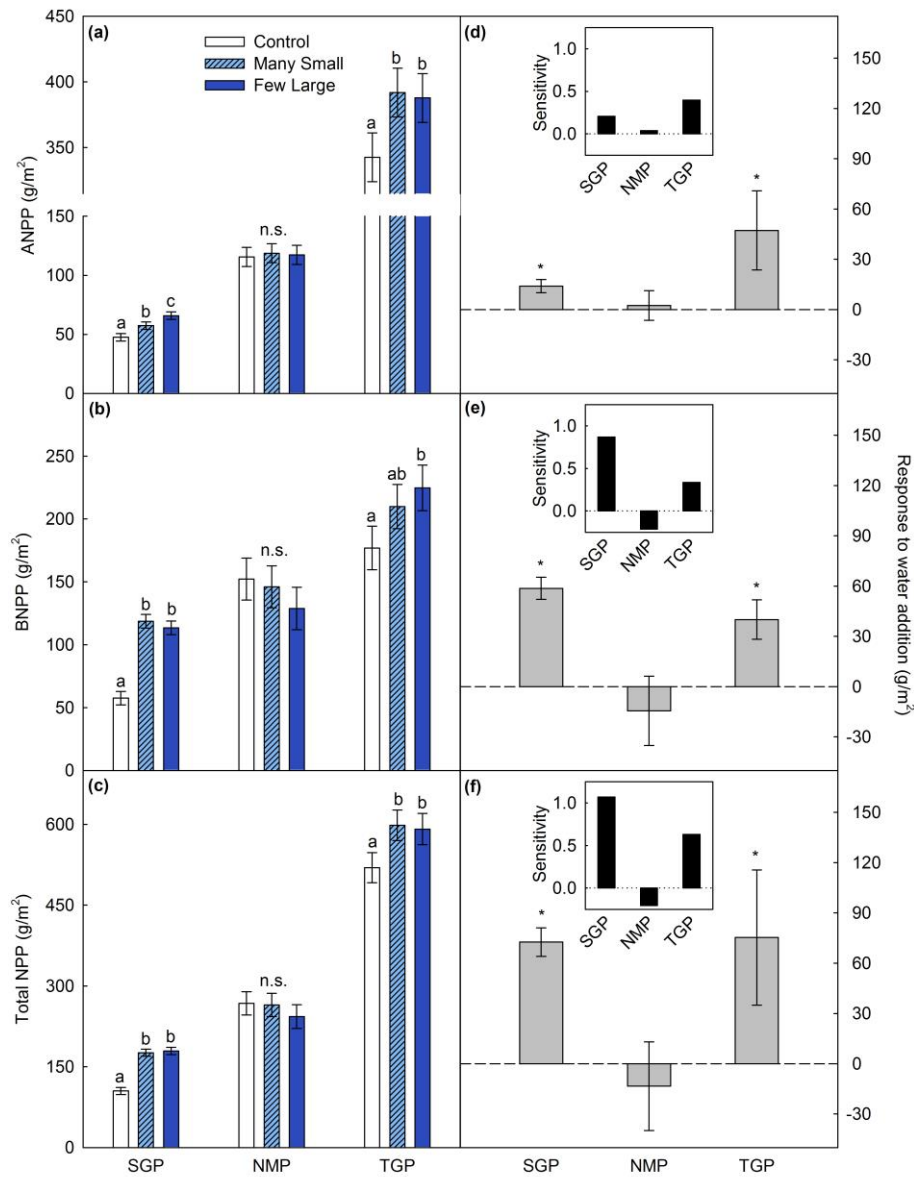 (a)
Control
Many Small
Few Large
450
400
350
150
100
50
0
ANPP (g/m²)
a b c
n.s.
a b b
(d)
Sensitivity
1.0
0.5
0.0
SGP NMP TGP
* *
150
120
90
60
30
0
-30
(b)
250
200
150
100
50
0
BNPP (g/m²)
a b b
n.s.
a ab b
(e)
Sensitivity
1.0
0.5
0.0
SGP NMP TGP
* *
150
120
90
60
30
0
-30
Response to water addition (g/m²)
(c)
600
450
300
150
0
Total NPP (g/m²)
a b b
n.s.
a b b
SGP NMP TGP
(f)
Sensitivity
1.0
0.5
0.0
SGP NMP TGP
* *
150
120
90
60
30
0
-30
SGP NMP TGP